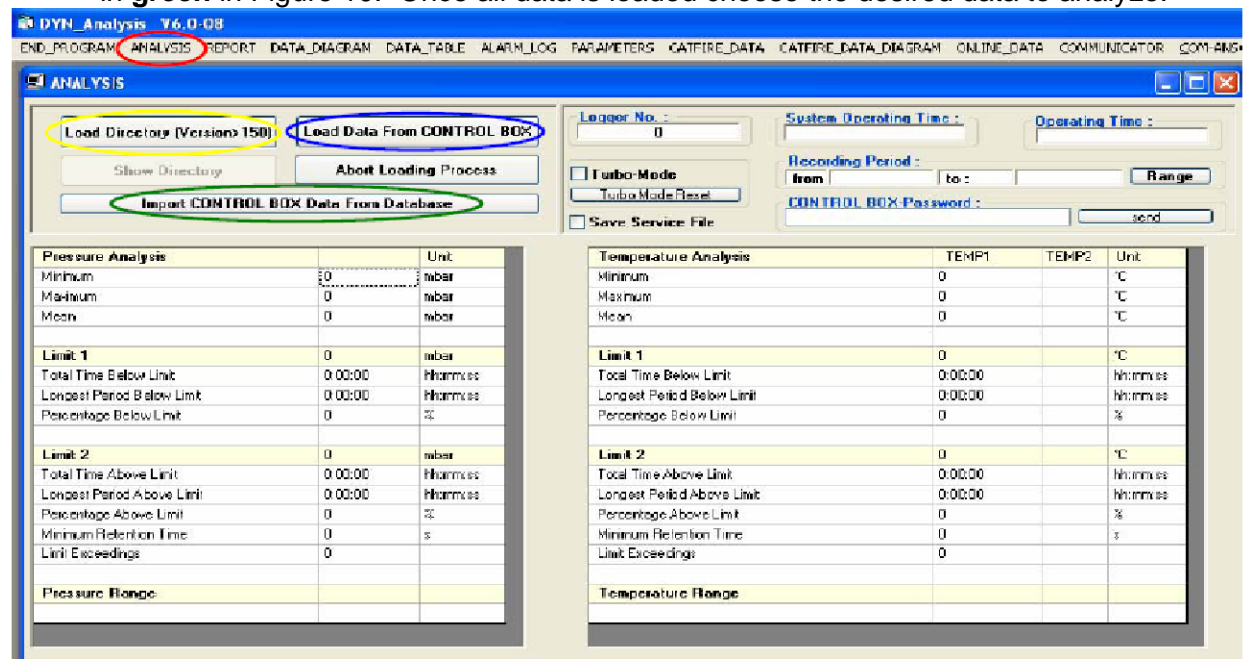 in green in Figure 10. Once all data is loaded choose the desired data to analyze.
DYN_Analysis V6.0-08
END_PROGRAM ANALYSIS REPORT DATA_DIAGRAM DATA_TABLE ALARM_LOG PARAMETERS CATFIRE_DATA CATFIRE_DATA_DIAGRAM ONLINE_DATA COMMUNICATOR COM-ANS
ANALYSIS
Load Directory (Version> 150) Load Data From CONTROL BOX
Show Directory Abort Loading Process
Import CONTROL BOX Data From Database
Logger No. : System Operating Time : Operating Time :
0
Turbo-Mode
Turbo Mode Reset
Save Service File
Recording Period :
from to : Range
CONTROL BOX-Password :
send
Pressure Analysis Unit
Minimum 0 mbar
Maximum 0 mbar
Mean 0 mbar
Limit 1 0 mbar
Total Time Below Limit 0:00:00 hh:mm:ss
Longest Period Below Limit 0:00:00 hh:mm:ss
Percentage Below Limit 0 %
Limit 2 0 mbar
Total Time Above Limit 0:00:00 hh:mm:ss
Longest Period Above Limit 0:00:00 hh:mm:ss
Percentage Above Limit 0 %
Minimum Retention Time 0 s
Limit Exceedings 0
Pressure Range
Temperature Analysis TEMP1 TEMP2 Unit
Minimum 0 °C
Maximum 0 °C
Mean 0 °C
Limit 1 0 °C
Total Time Below Limit 0:00:00 hh:mm:ss
Longest Period Below Limit 0:00:00 hh:mm:ss
Percentage Below Limit 0 %
Limit 2 0 °C
Total Time Above Limit 0:00:00 hh:mm:ss
Longest Period Above Limit 0:00:00 hh:mm:ss
Percentage Above Limit 0 %
Minimum Retention Time 0 s
Limit Exceedings 0
Temperature Range